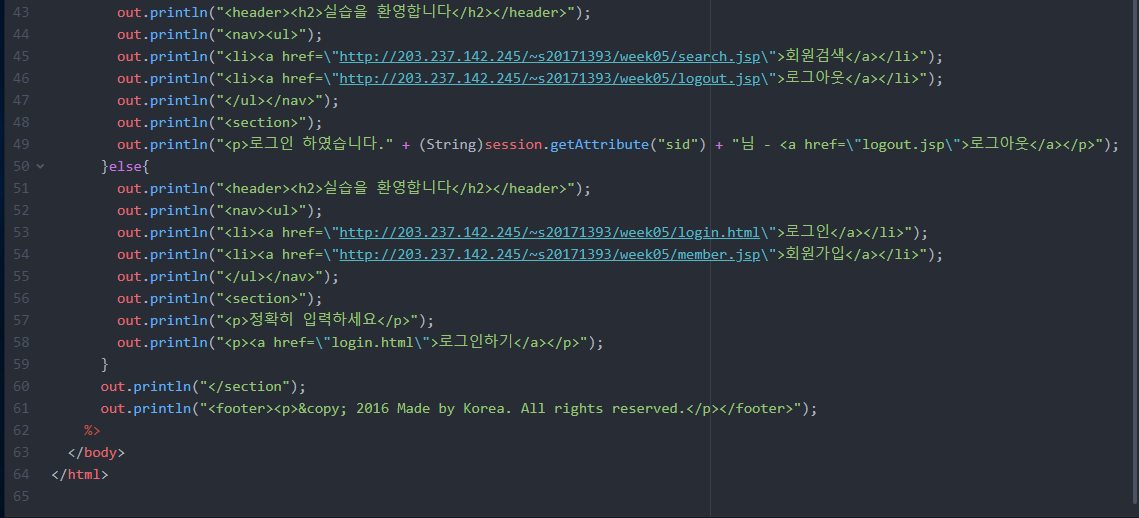 43 out.println("<header><h2>실습을 환영합니다</h2></header>");
44 out.println("<nav><ul>");
45 out.println("<li><a href=\"http://203.237.142.245/~s20171393/week05/search.jsp\">회원검색</a></li>");
46 out.println("<li><a href=\"http://203.237.142.245/~s20171393/week05/logout.jsp\">로그아웃</a></li>");
47 out.println("</ul></nav>");
48 out.println("<section>");
49 out.println("<p>로그인 하였습니다." + (String)session.getAttribute("sid") + "님 - <a href=\"logout.jsp\">로그아웃</a></p>");
50 }else{
51 out.println("<header><h2>실습을 환영합니다</h2></header>");
52 out.println("<nav><ul>");
53 out.println("<li><a href=\"http://203.237.142.245/~s20171393/week05/login.html\">로그인</a></li>");
54 out.println("<li><a href=\"http://203.237.142.245/~s20171393/week05/member.jsp\">회원가입</a></li>");
55 out.println("</ul></nav>");
56 out.println("<section>");
57 out.println("<p>정확히 입력하세요</p>");
58 out.println("<p><a href=\"login.html\">로그인하기</a></p>");
59 }
60 out.println("</section");
61 out.println("<footer><p>&copy; 2016 Made by Korea. All rights reserved.</p></footer>");
62 %>
63 </body>
64 </html>
65